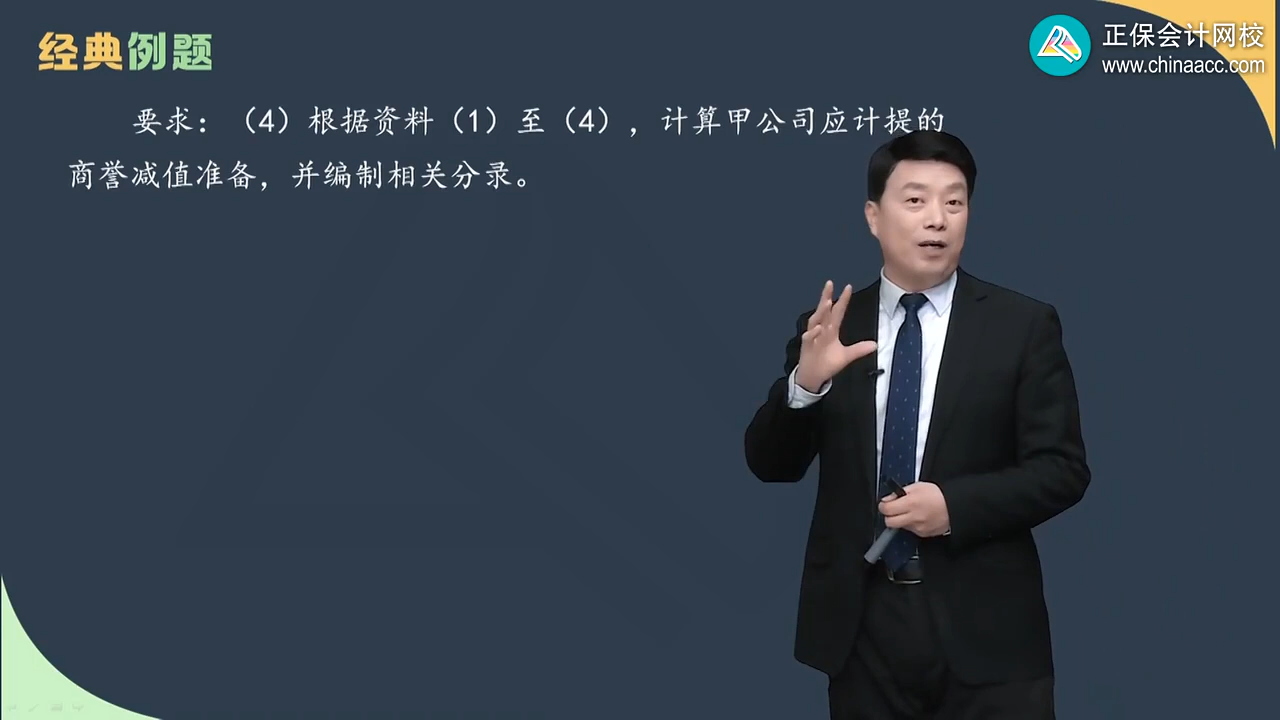 经典例题
正保会计网校
www.chinaacc.com
要求：（4）根据资料（1）至（4），计算甲公司应计提的
商誉减值准备，并编制相关分录。